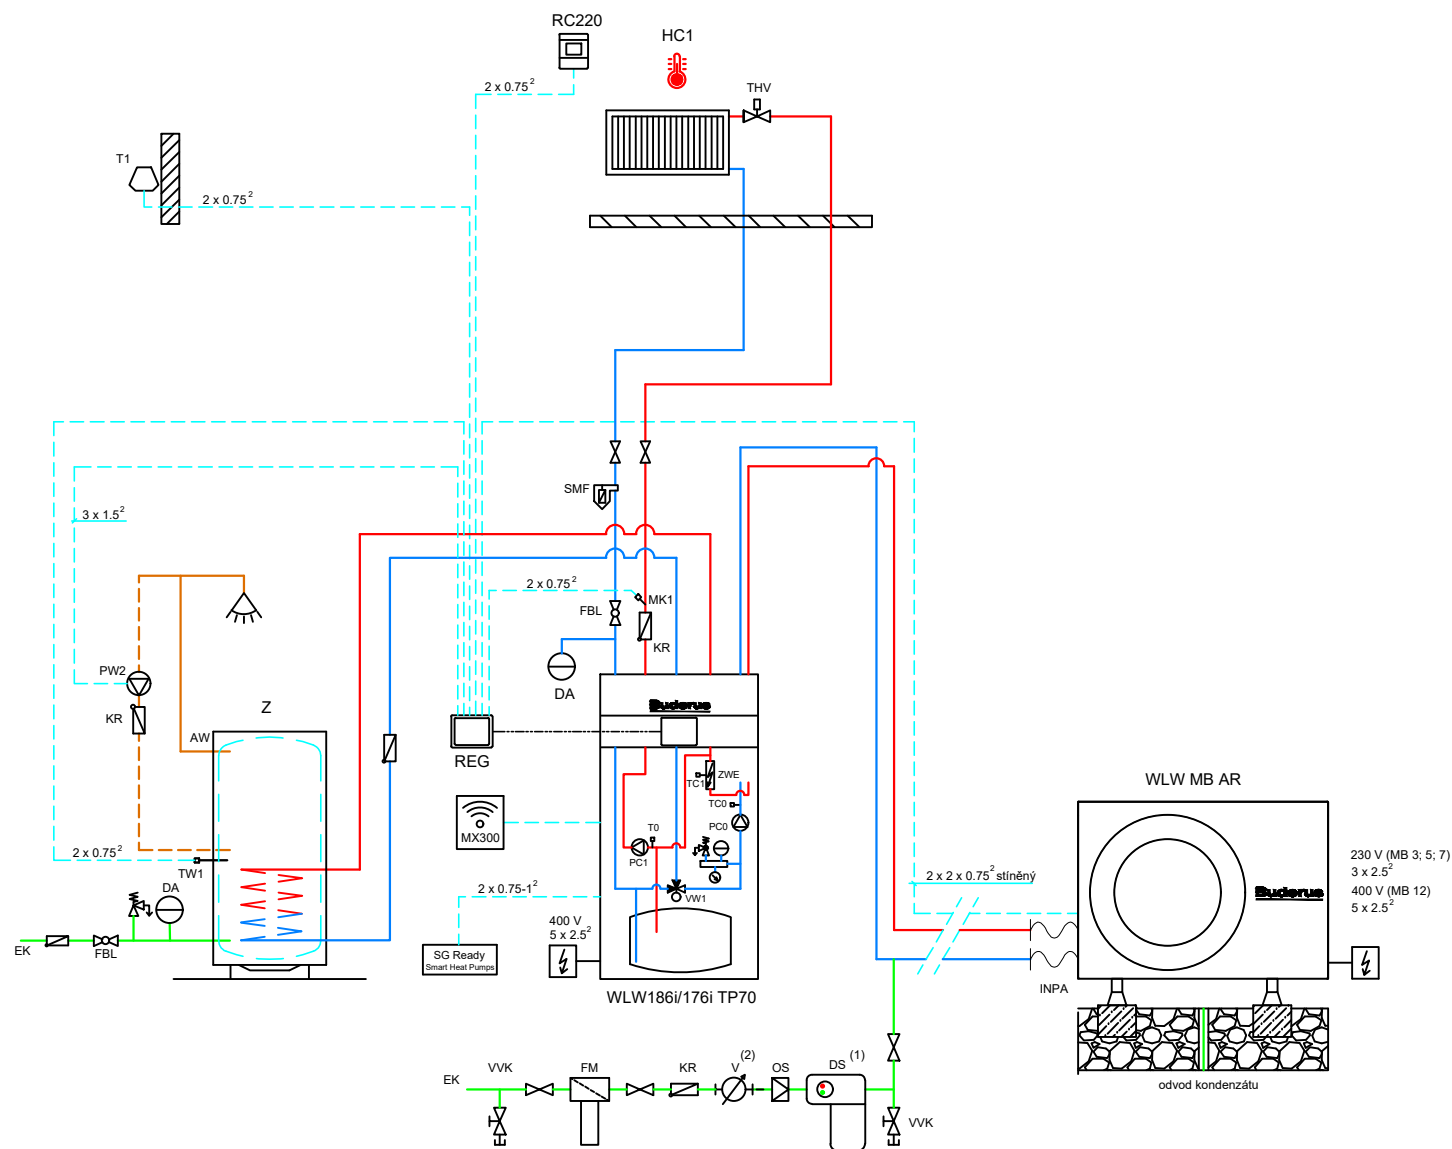 RC220
HC1
2 x 0.75²
THV
T1
2 x 0.75²
SMF
3 x 1.5²
2 x 0.75²
MK1
FBL
KR
PW2
DA
Z
KR
Buderus
AW
REG
TC1
ZWE
WLW MB AR
TC0
MX300
T0
PC0
PC1
230 V (MB 3; 5; 7)
3 x 2.5²
400 V (MB 12)
5 x 2.5²
2 x 0.75²
TW1
2 x 2 x 0.75² stíněný
Buderus
DA
2 x 0.75-1²
VW1
400 V
5 x 2.5²
EK
FBL
SG Ready
Smart Heat Pumps
INPA
WLW186i/176i TP70
EK
VVK
FM
KR
V (2)
OS
DS (1)
odvod kondenzátu
VVK